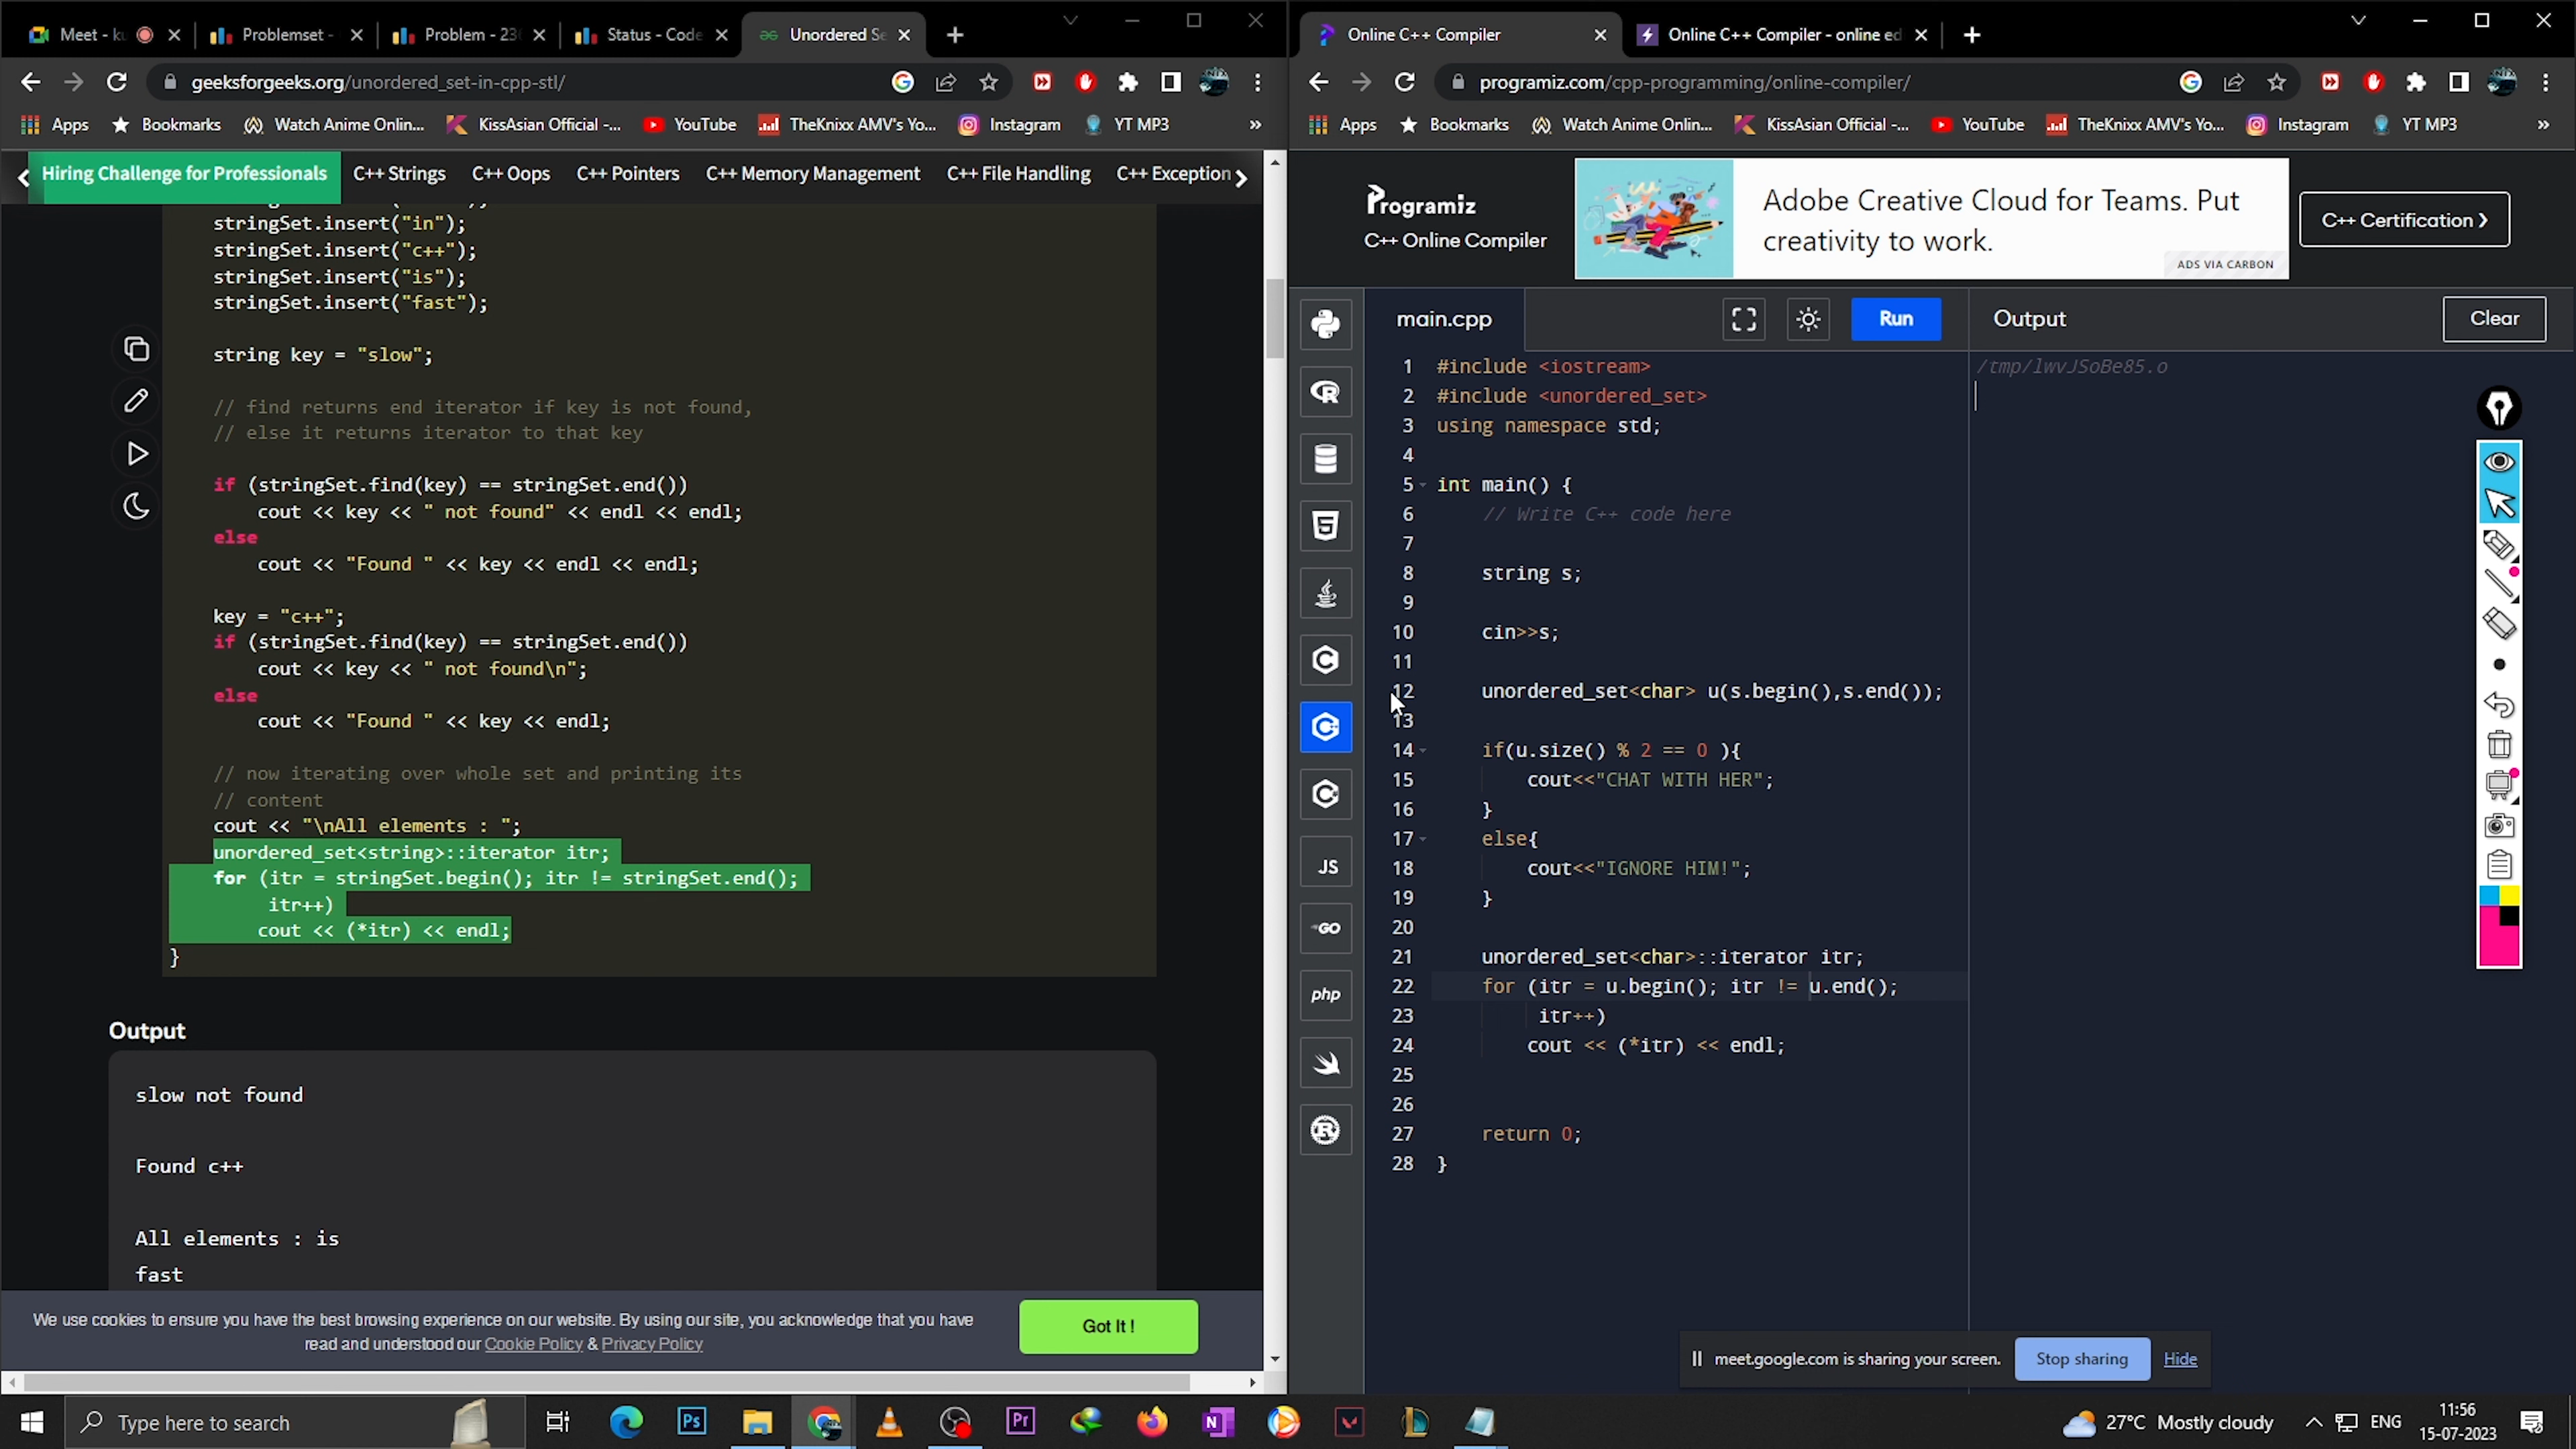 Meet - ku
Problemset -
Problem - 236
Status - Code
Unordered Se
geeksforgeeks.org/unordered_set-in-cpp-stl/
Apps
Bookmarks
Watch Anime Onlin...
KissAsian Official -...
YouTube
TheKnixx AMV's Yo...
Instagram
YT MP3
»
Hiring Challenge for Professionals
C++ Strings
C++ Oops
C++ Pointers
C++ Memory Management
C++ File Handling
C++ Exception
stringSet.insert("in");
stringSet.insert("c++");
stringSet.insert("is");
stringSet.insert("fast");
string key = "slow";
// find returns end iterator if key is not found,
// else it returns iterator to that key
if (stringSet.find(key) == stringSet.end())
cout << key << " not found" << endl << endl;
else
cout << "Found " << key << endl << endl;
key = "c++";
if (stringSet.find(key) == stringSet.end())
cout << key << " not found\n";
else
cout << "Found " << key << endl;
// now iterating over whole set and printing its
// content
cout << "\nAll elements : ";
unordered_set<string>::iterator itr;
for (itr = stringSet.begin(); itr != stringSet.end();
itr++)
cout << (*itr) << endl;
}
Output
slow not found
Found c++
All elements : is
fast
We use cookies to ensure you have the best browsing experience on our website. By using our site, you acknowledge that you have
read and understood our Cookie Policy & Privacy Policy
Got It !
Online C++ Compiler
Online C++ Compiler - online ed
programiz.com/cpp-programming/online-compiler/
Apps
Bookmarks
Watch Anime Onlin...
KissAsian Official -...
YouTube
TheKnixx AMV's Yo...
Instagram
YT MP3
»
Programiz
C++ Online Compiler
Adobe Creative Cloud for Teams. Put
creativity to work.
ADS VIA CARBON
C++ Certification >
main.cpp
Run
Output
Clear
JS
GO
php
1 #include <iostream>
2 #include <unordered_set>
3 using namespace std;
4
5 int main() {
6 // Write C++ code here
7
8 string s;
9
10 cin>>s;
11
12 unordered_set<char> u(s.begin(),s.end());
13
14 if(u.size() % 2 == 0 ){
15 cout<<"CHAT WITH HER";
16 }
17 else{
18 cout<<"IGNORE HIM!";
19 }
20
21 unordered_set<char>::iterator itr;
22 for (itr = u.begin(); itr != u.end();
23 itr++)
24 cout << (*itr) << endl;
25
26
27 return 0;
28 }
/tmp/lwvJSoBe85.o
meet.google.com is sharing your screen.
Stop sharing
Hide
Type here to search
Ps
Pr
N
27°C Mostly cloudy
ENG
11:56
15-07-2023